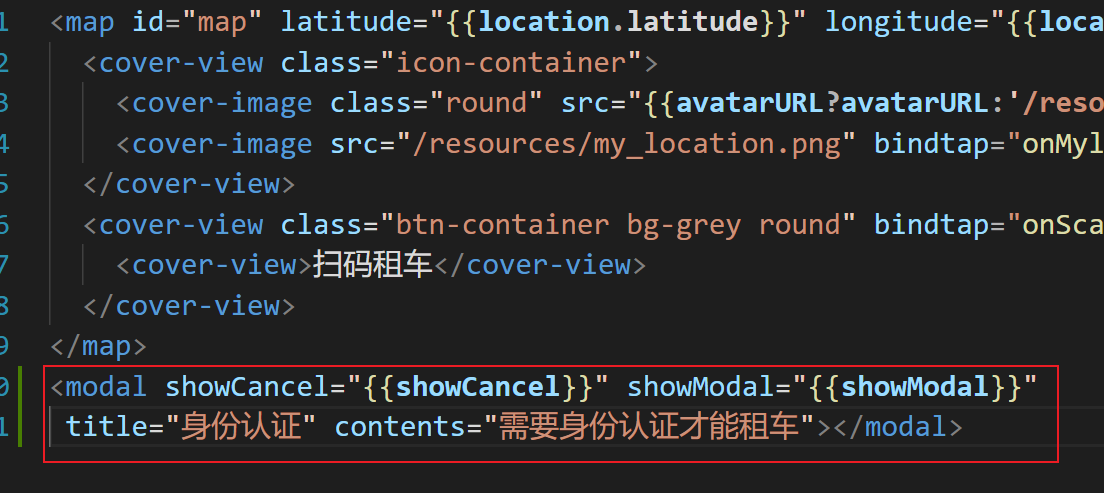 1 <map id="map" latitude="{{location.latitude}}" longitude="{{loca
2 <cover-view class="icon-container">
3 <cover-image class="round" src="{{avatarURL?avatarURL:'/reso
4 <cover-image src="/resources/my_location.png" bindtap="onMyl
5 </cover-view>
6 <cover-view class="btn-container bg-grey round" bindtap="onSca
7 <cover-view>扫码租车</cover-view>
8 </cover-view>
9 </map>
0 <modal showCancel="{{showCancel}}" showModal="{{showModal}}"
1 title="身份认证" contents="需要身份认证才能租车"></modal>